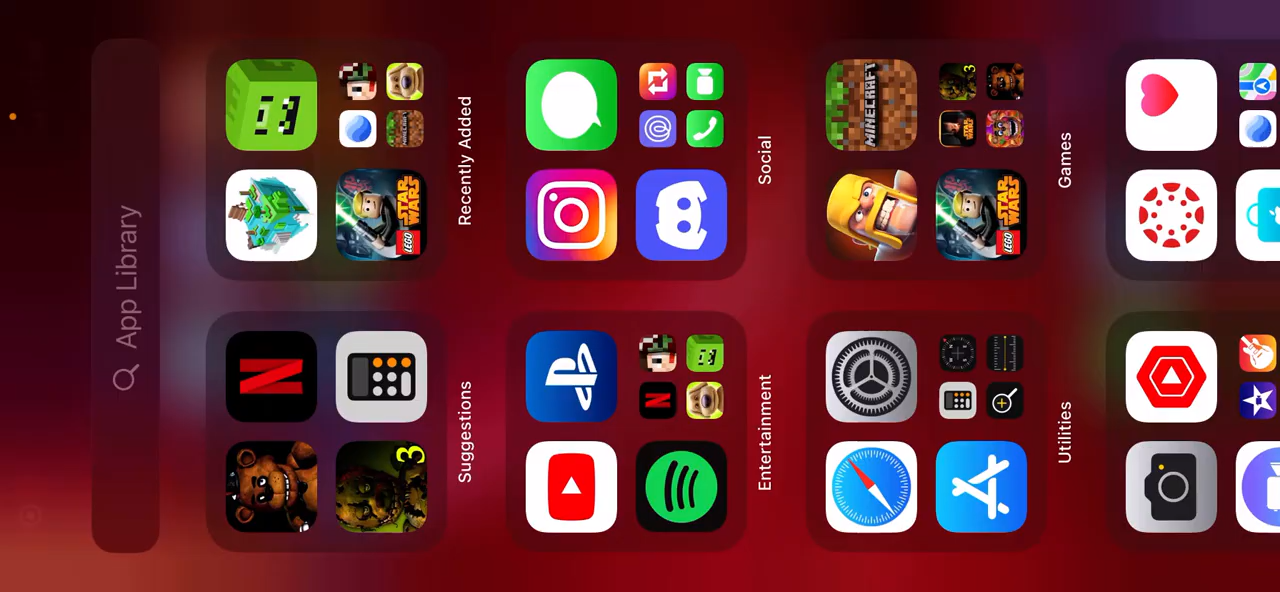 App Library
Suggestions
3
Recently Added
LEGO
STAR
WARS
Entertainment
Social
Utilities
Games
MINECRAFT
LEGO
STAR
WARS